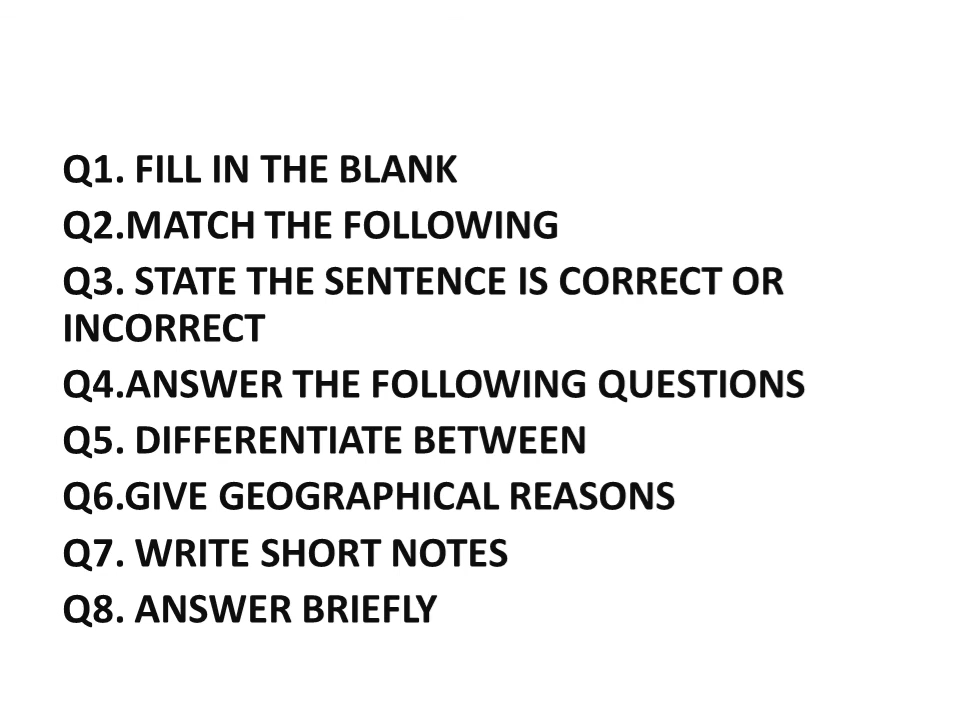 Q1. FILL IN THE BLANK
Q2.MATCH THE FOLLOWING
Q3. STATE THE SENTENCE IS CORRECT OR
INCORRECT
Q4.ANSWER THE FOLLOWING QUESTIONS
Q5. DIFFERENTIATE BETWEEN
Q6.GIVE GEOGRAPHICAL REASONS
Q7. WRITE SHORT NOTES
Q8. ANSWER BRIEFLY